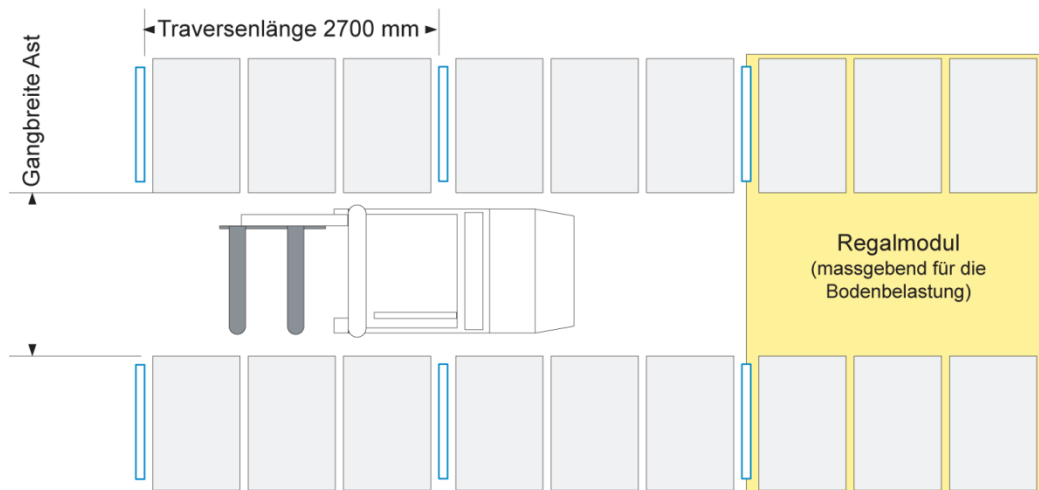 Traversenlänge 2700 mm
Gangbreite Ast
Regalmodul
(massgebend für die
Bodenbelastung)